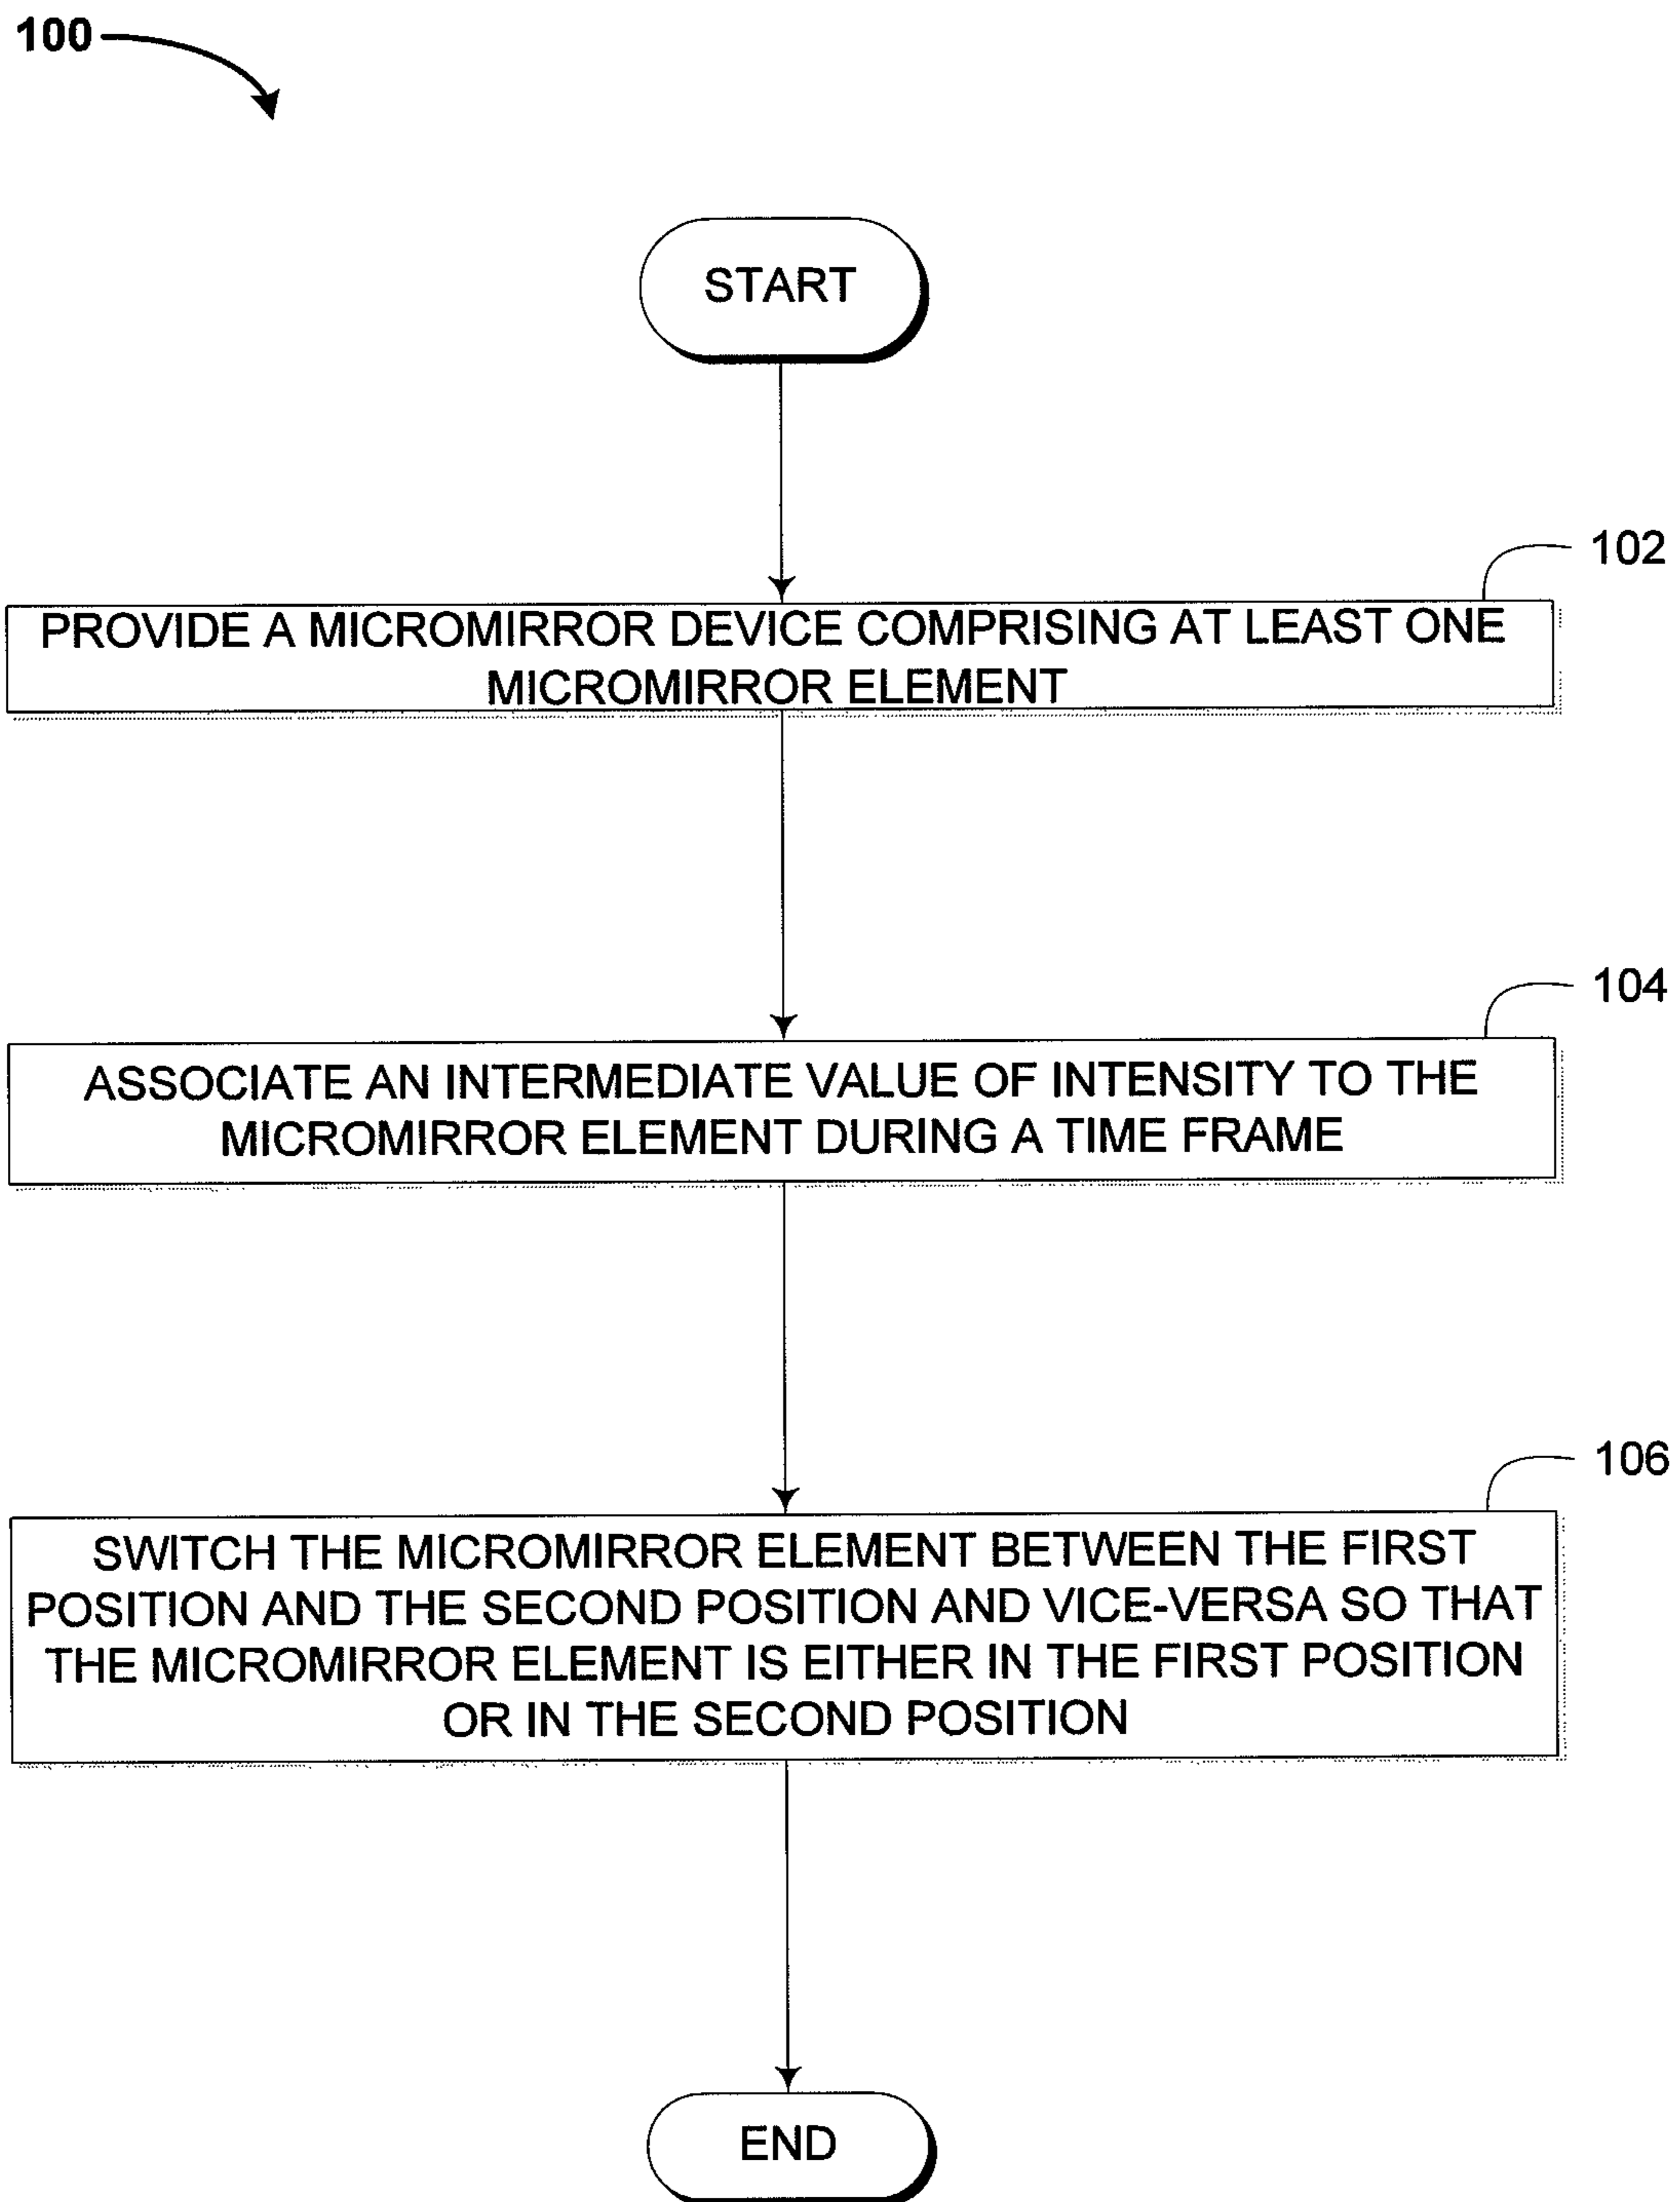 100
START
102
PROVIDE A MICROMIRROR DEVICE COMPRISING AT LEAST ONE
MICROMIRROR ELEMENT
104
ASSOCIATE AN INTERMEDIATE VALUE OF INTENSITY TO THE
MICROMIRROR ELEMENT DURING A TIME FRAME
106
SWITCH THE MICROMIRROR ELEMENT BETWEEN THE FIRST
POSITION AND THE SECOND POSITION AND VICE-VERSA SO THAT
THE MICROMIRROR ELEMENT IS EITHER IN THE FIRST POSITION
OR IN THE SECOND POSITION
END